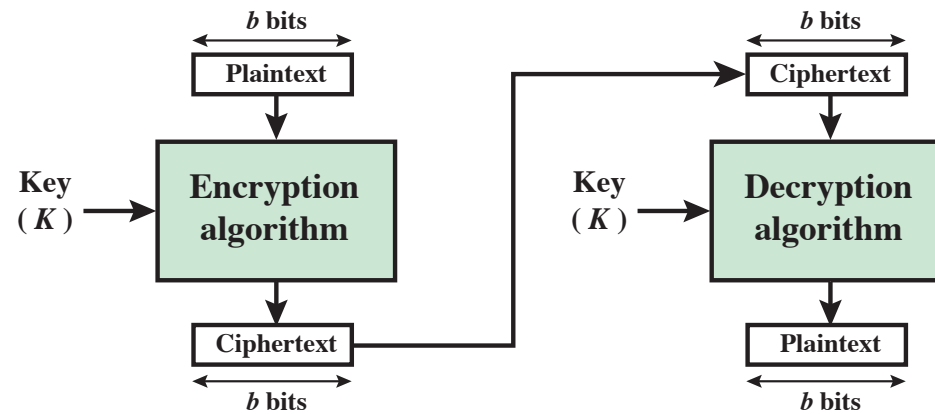 b bits
Plaintext
Key
( K )
Encryption
algorithm
Ciphertext
b bits
b bits
Ciphertext
Key
( K )
Decryption
algorithm
Plaintext
b bits